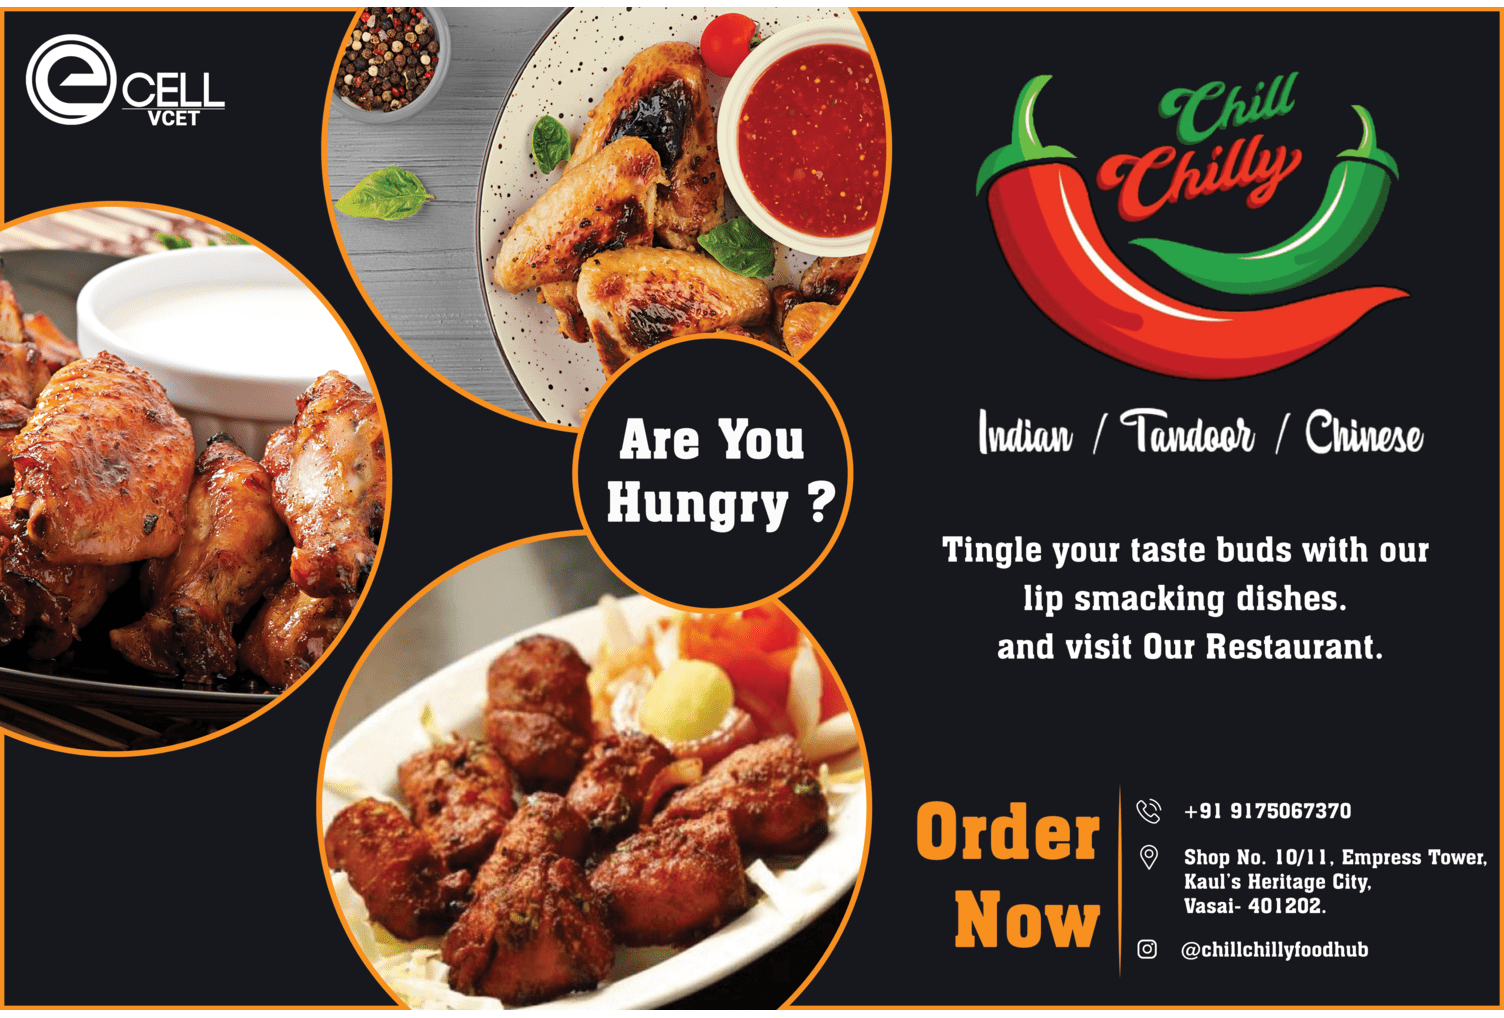 e CELL
VCET
Chill
Chilly
Indian / Tandoor / Chinese
Are You
Hungry ?
Tingle your taste buds with our
lip smacking dishes.
and visit Our Restaurant.
Order
Now
+91 9175067370
Shop No. 10/11, Empress Tower,
Kaul's Heritage City,
Vasai- 401202.
@chillchillyfoodhub